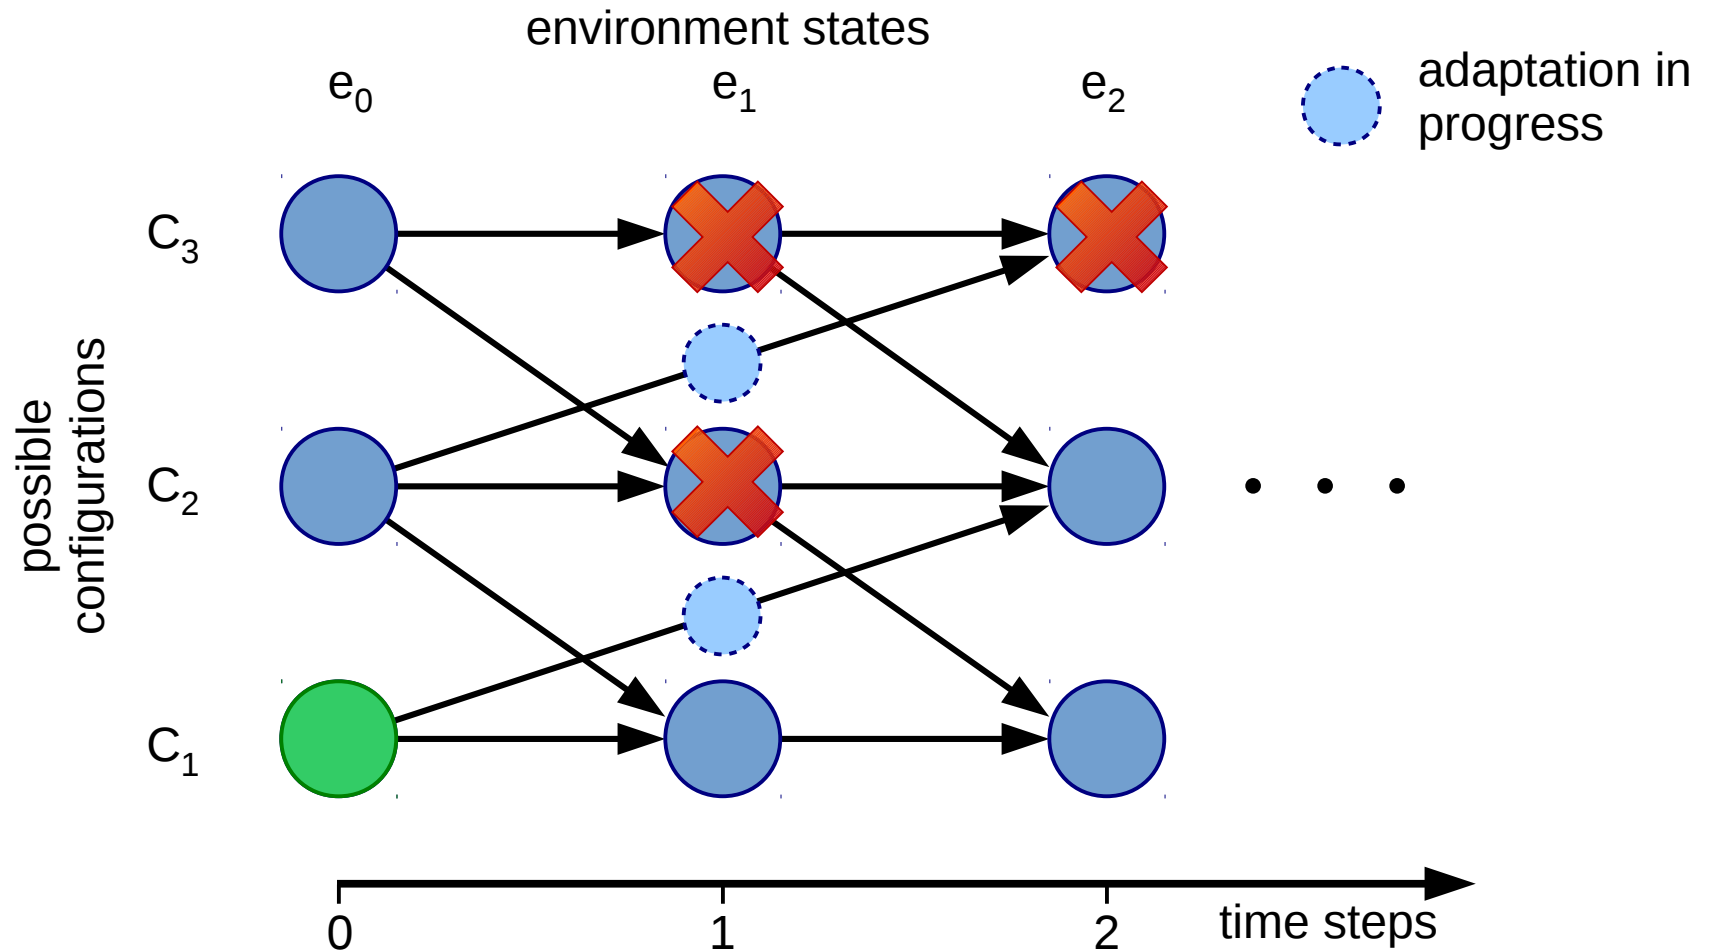 environment states
e0
e1
e2
adaptation in
progress
C3
C2
C1
possible
configurations
0
1
2
time steps